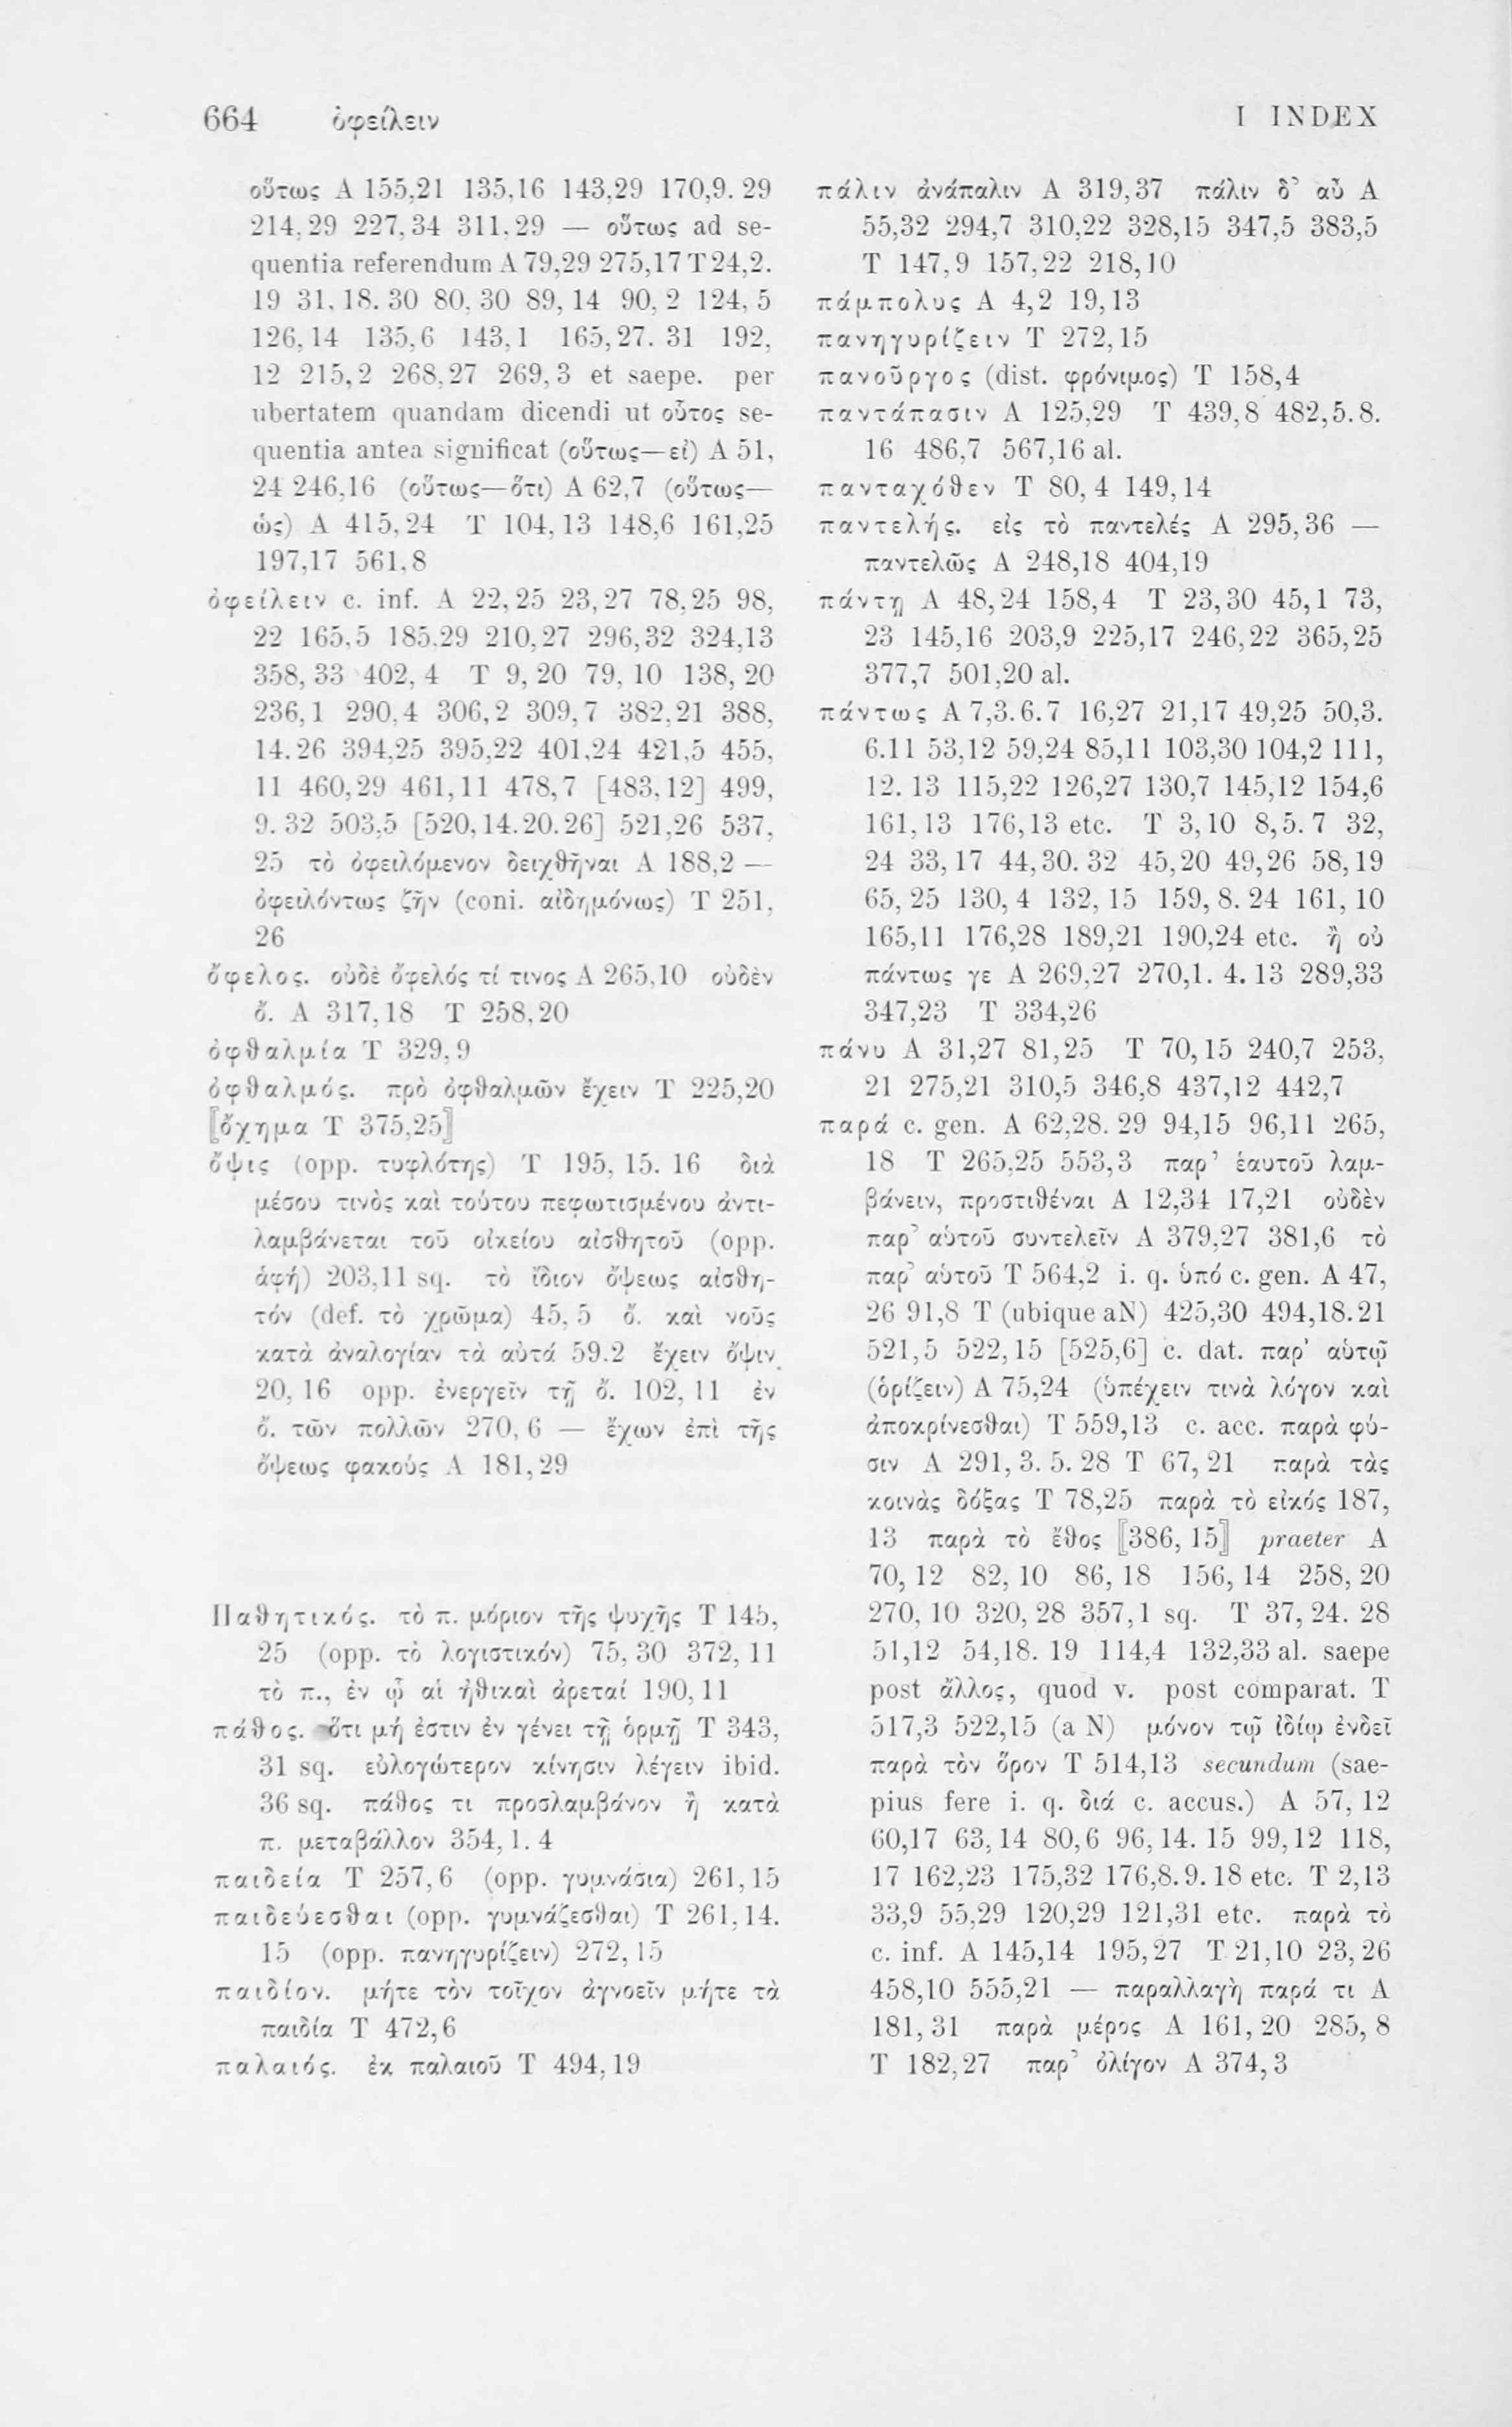 664 ὀφείλειν I INDEX
οὕτως A 155,21 135,16 143,29 170,9. 29
214,29 227,34 311,29 — οὕτως ad se-
quentia referendum A 79,29 275,17 T 24,2.
19 31,18. 30 80,30 89,14 90,2 124,5
126,14 135,6 143,1 165,27. 31 192,
12 215,2 268,27 269,3 et saepe. per
ubertatem quandam dicendi ut οὗτος se-
quentia antea significat (οὕτως—εἰ) A 51,
24 246,16 (οὕτως—ὅτι) A 62,7 (οὕτως—
ὡς) A 415,24 T 104,13 148,6 161,25
197,17 561,8
ὀφείλειν c. inf. A 22,25 23,27 78,25 98,
22 165,5 185,29 210,27 296,32 324,13
358,33 402,4 T 9,20 79,10 138,20
236,1 290,4 306,2 309,7 382,21 388,
14.26 394,25 395,22 401,24 421,5 455,
11 460,29 461,11 478,7 [483,12] 499,
9. 32 503,5 [520,14.20.26] 521,26 537,
25 τὸ ὀφειλόμενον δειχθῆναι A 188,2 —
ὀφειλόντως ζῆν (coni. αἰδημόνως) T 251,
26
ὄφελος. οὐδὲ ὄφελός τί τινος A 265,10 οὐδὲν
ὄ. A 317,18 T 258,20
ὀφθαλμία T 329,9
ὀφθαλμός. πρὸ ὀφθαλμῶν ἔχειν T 225,20
⟦ὄχημα T 375,25⟧
ὄψις (opp. τυφλότης) T 195,15. 16 διὰ
μέσου τινὸς καὶ τούτου πεφωτισμένου ἀντι-
λαμβάνεται τοῦ οἰκείου αἰσθητοῦ (opp.
ἁφή) 203,11 sq. τὸ ἴδιον ὄψεως αἰσθη-
τόν (def. τὸ χρῶμα) 45,5 ὄ. καὶ νοῦς
κατὰ ἀναλογίαν τὰ αὐτά 59.2 ἔχειν ὄψιν
20,16 opp. ἐνεργεῖν τῇ ὄ. 102,11 ἐν
ὄ. τῶν πολλῶν 270,6 — ἔχων ἐπὶ τῆς
ὄψεως φακούς A 181,29
Παθητικός. τὸ π. μόριον τῆς ψυχῆς T 145,
25 (opp. τὸ λογιστικόν) 75,30 372,11
τὸ π., ἐν ᾧ αἱ ἠθικαὶ ἀρεταί 190,11
πάθος. ὅτι μή ἐστιν ἐν γένει τῇ ὁρμῇ T 343,
31 sq. εὐλογώτερον κίνησιν λέγειν ibid.
36 sq. πάθος τι προσλαμβάνον ἢ κατὰ
π. μεταβάλλον 354,1. 4
παιδεία T 257,6 (opp. γυμνάσια) 261,15
παιδεύεσθαι (opp. γυμνάζεσθαι) T 261,14.
15 (opp. πανηγυρίζειν) 272,15
παιδίον. μήτε τὸν τοῖχον ἀγνοεῖν μήτε τὰ
παιδία T 472,6
παλαιός. ἐκ παλαιοῦ T 494,19
πάλιν ἀνάπαλιν A 319,37 πάλιν δ᾽ αὖ A
55,32 294,7 310,22 328,15 347,5 383,5
T 147,9 157,22 218,10
πάμπολυς A 4,2 19,13
πανηγυρίζειν T 272,15
πανοῦργος (dist. φρόνιμος) T 158,4
παντάπασιν A 125,29 T 439,8 482,5.8.
16 486,7 567,16 al.
πανταχόθεν T 80,4 149,14
παντελής. εἰς τὸ παντελές A 295,36 —
παντελῶς A 248,18 404,19
πάντῃ A 48,24 158,4 T 23,30 45,1 73,
23 145,16 203,9 225,17 246,22 365,25
377,7 501,20 al.
πάντως A 7,3.6.7 16,27 21,17 49,25 50,3.
6.11 53,12 59,24 85,11 103,30 104,2 111,
12. 13 115,22 126,27 130,7 145,12 154,6
161,13 176,13 etc. T 3,10 8,5. 7 32,
24 33,17 44,30. 32 45,20 49,26 58,19
65,25 130,4 132,15 159,8. 24 161,10
165,11 176,28 189,21 190,24 etc. ἢ οὐ
πάντως γε A 269,27 270,1. 4. 13 289,33
347,23 T 334,26
πάνυ A 31,27 81,25 T 70,15 240,7 253,
21 275,21 310,5 346,8 437,12 442,7
παρά c. gen. A 62,28. 29 94,15 96,11 265,
18 T 265,25 553,3 παρ᾽ ἑαυτοῦ λαμ-
βάνειν, προστιθέναι A 12,34 17,21 οὐδὲν
παρ᾽ αὑτοῦ συντελεῖν A 379,27 381,6 τὸ
παρ᾽ αὑτοῦ T 564,2 i. q. ὑπό c. gen. A 47,
26 91,8 T (ubique aN) 425,30 494,18.21
521,5 522,15 [525,6] c. dat. παρ᾽ αὑτῷ
(ὁρίζειν) A 75,24 (ὑπέχειν τινὰ λόγον καὶ
ἀποκρίνεσθαι) T 559,13 c. acc. παρὰ φύ-
σιν A 291,3. 5. 28 T 67,21 παρὰ τὰς
κοινὰς δόξας T 78,25 παρὰ τὸ εἰκός 187,
13 παρὰ τὸ ἔθος ⟦386,15⟧ praeter A
70,12 82,10 86,18 156,14 258,20
270,10 320,28 357,1 sq. T 37,24. 28
51,12 54,18. 19 114,4 132,33 al. saepe
post ἄλλος, quod v. post comparat. T
517,3 522,15 (a N) μόνον τῷ ἰδίῳ ἐνδεῖ
παρὰ τὸν ὅρον T 514,13 secundum (sae-
pius fere i. q. διά c. accus.) A 57,12
60,17 63,14 80,6 96,14. 15 99,12 118,
17 162,23 175,32 176,8.9.18 etc. T 2,13
33,9 55,29 120,29 121,31 etc. παρὰ τὸ
c. inf. A 145,14 195,27 T 21,10 23,26
458,10 555,21 — παραλλαγὴ παρά τι A
181,31 παρὰ μέρος A 161,20 285,8
T 182,27 παρ᾽ ὀλίγον A 374,3